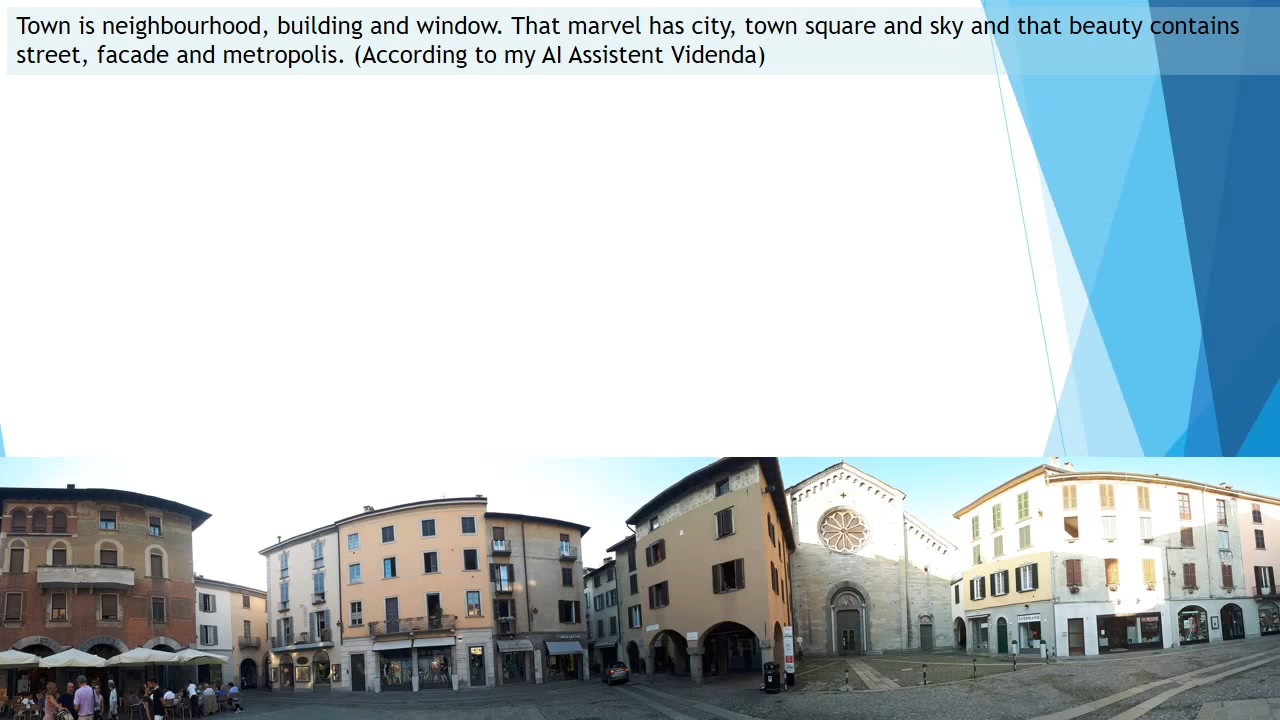 Town is neighbourhood, building and window. That marvel has city, town square and sky and that beauty contains
street, facade and metropolis. (According to my AI Assistent Videnda)